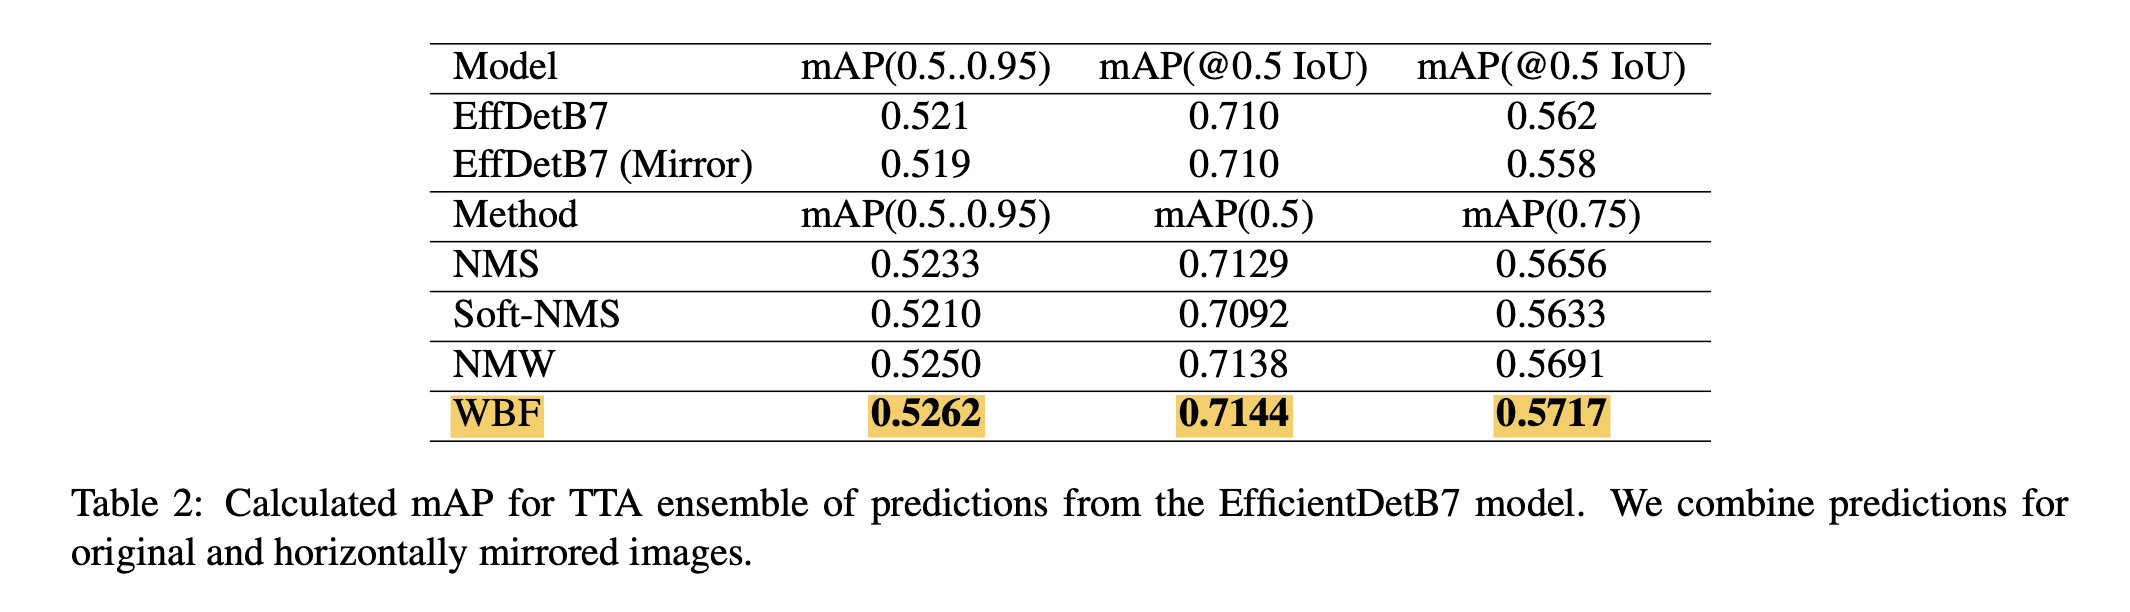 Model mAP(0.5..0.95) mAP(@0.5 IoU) mAP(@0.5 IoU)
EffDetB7 0.521 0.710 0.562
EffDetB7 (Mirror) 0.519 0.710 0.558
Method mAP(0.5..0.95) mAP(0.5) mAP(0.75)
NMS 0.5233 0.7129 0.5656
Soft-NMS 0.5210 0.7092 0.5633
NMW 0.5250 0.7138 0.5691
WBF 0.5262 0.7144 0.5717
Table 2: Calculated mAP for TTA ensemble of predictions from the EfficientDetB7 model. We combine predictions for
original and horizontally mirrored images.